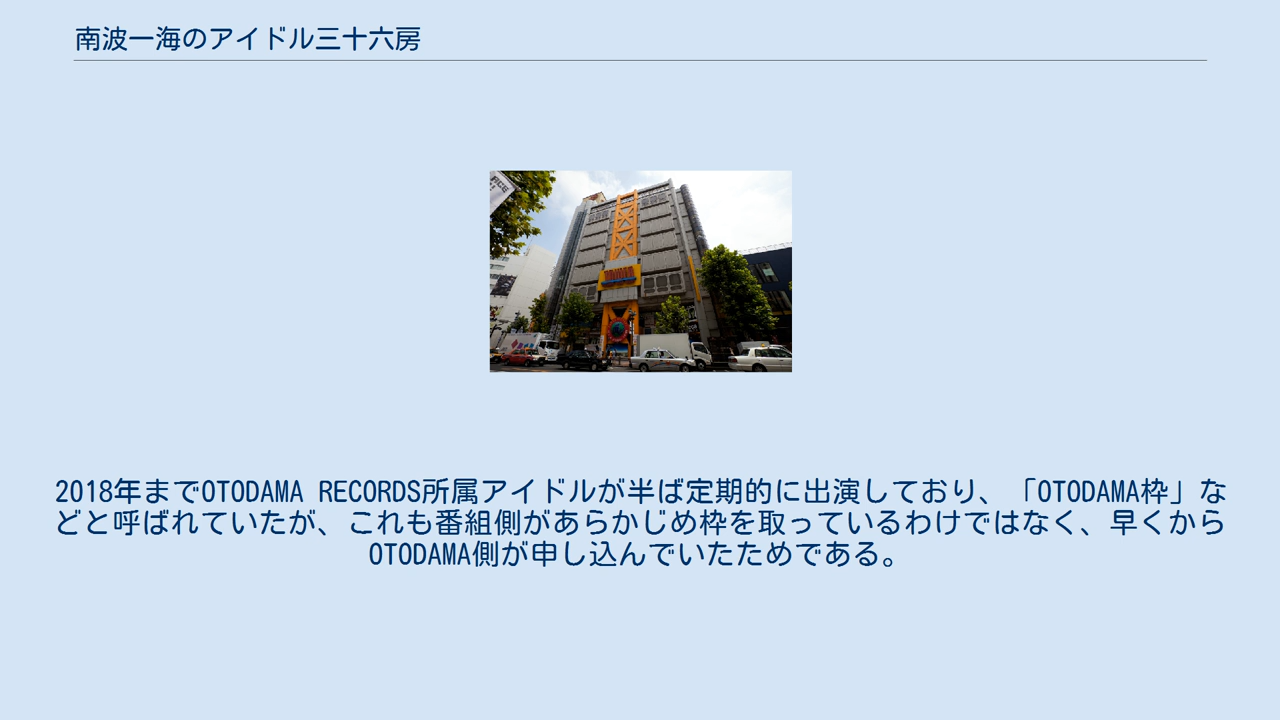 南波一海のアイドル三十六房
2018年までOTODAMA RECORDS所属アイドルが半ば定期的に出演しており、「OTODAMA枠」な
どと呼ばれていたが、これも番組側があらかじめ枠を取っているわけではなく、早くから
OTODAMA側が申し込んでいたためである。